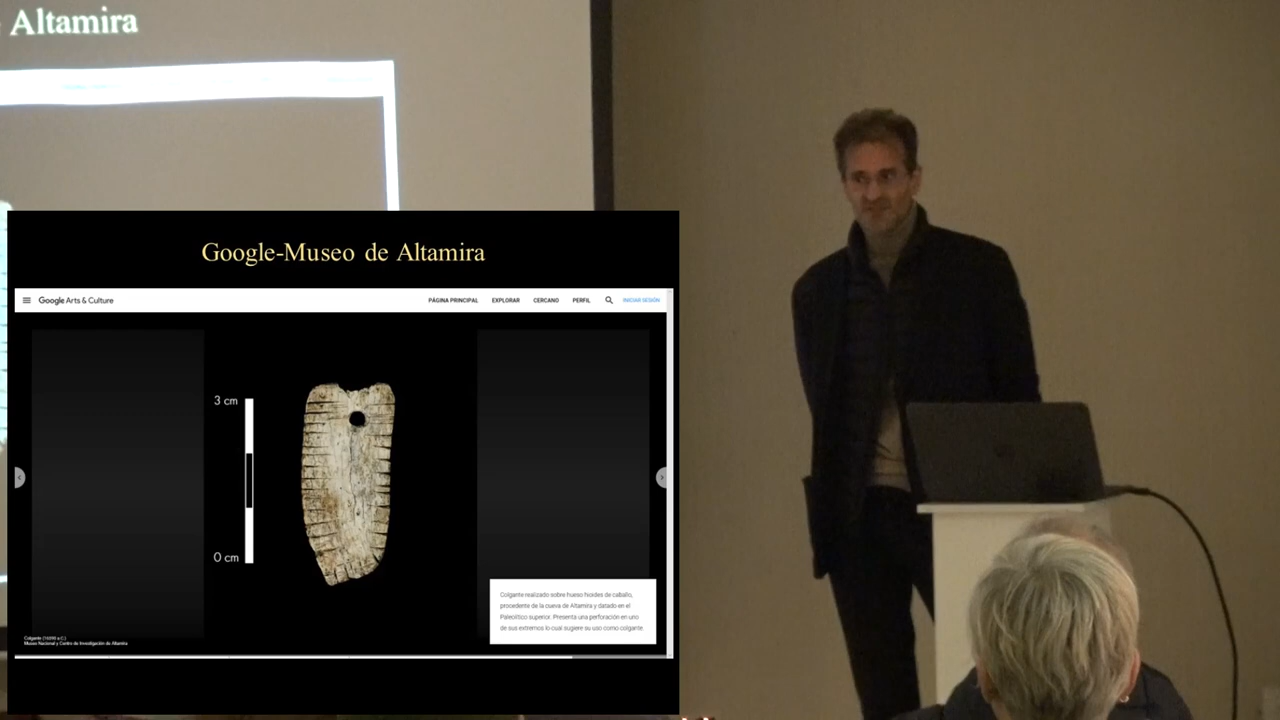 Altamira
Google-Museo de Altamira
Google Arts & Culture
PÁGINA PRINCIPAL EXPLORAR CERCANO PERFIL INICIAR SESIÓN
3 cm
0 cm
Colgante realizado sobre hueso hioides de caballo,
procedente de la cueva de Altamira y datado en el
Paleolítico superior. Presenta una perforación en uno
de sus extremos lo cual sugiere su uso como colgante.
Colgante
Museo Nacional y Centro de Investigación de Altamira